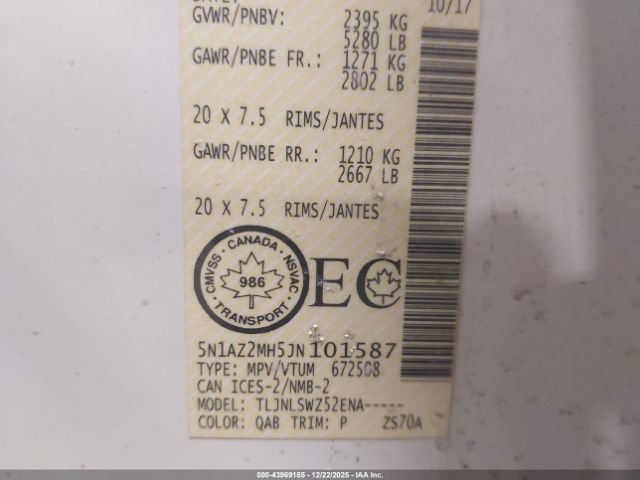 10/17
GVWR/PNBV: 2395 KG
5280 LB
GAWR/PNBE FR.: 1271 KG
2802 LB
20 X 7.5 RIMS/JANTES
GAWR/PNBE RR.: 1210 KG
2667 LB
20 X 7.5 RIMS/JANTES
CMVSS · CANADA · NSVAC · TRANSPORT ·
986
EC
5N1AZ2MH5JN101587
TYPE: MPV/VTUM
CAN ICES-2/NMB-2
MODEL: TLJNLSWZ52ENA-----
COLOR: QAB TRIM: P ZS70A
000-43969185 · 12/22/2025 · IAA Inc.